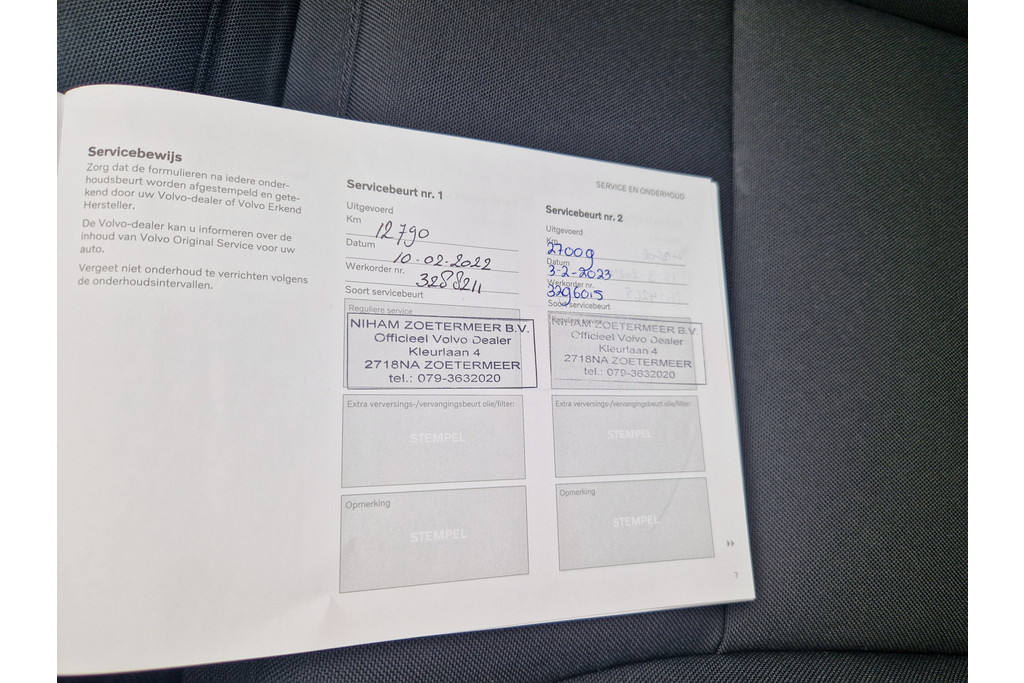 Servicebewijs
Zorg dat de formulieren na iedere onder-
houdsbeurt worden afgestempeld en gete-
kend door uw Volvo-dealer of Volvo Erkend
Hersteller.
De Volvo-dealer kan u informeren over de
inhoud van Volvo Original Service voor uw
auto.
Vergeet niet onderhoud te verrichten volgens
de onderhoudsintervallen.
Servicebeurt nr. 1
Uitgevoerd
Km 12790
Datum 10-02-2022
Werkorder nr. 3288211
Soort servicebeurt
Reguliere service
NIHAM ZOETERMEER B.V.
Officieel Volvo Dealer
Kleurlaan 4
2718NA ZOETERMEER
tel.: 079-3632020
Extra verversings-/vervangingsbeurt olie/filter:
STEMPEL
Opmerking
STEMPEL
SERVICE EN ONDERHOUD
Servicebeurt nr. 2
Uitgevoerd
Km 27009
Datum 3-2-2023
Werkorder nr. 3296015
Soort servicebeurt
Reguliere service
NIHAM ZOETERMEER B.V.
Officieel Volvo Dealer
Kleurlaan 4
2718NA ZOETERMEER
tel.: 079-3632020
Extra verversings-/vervangingsbeurt olie/filter:
STEMPEL
Opmerking
STEMPEL
7